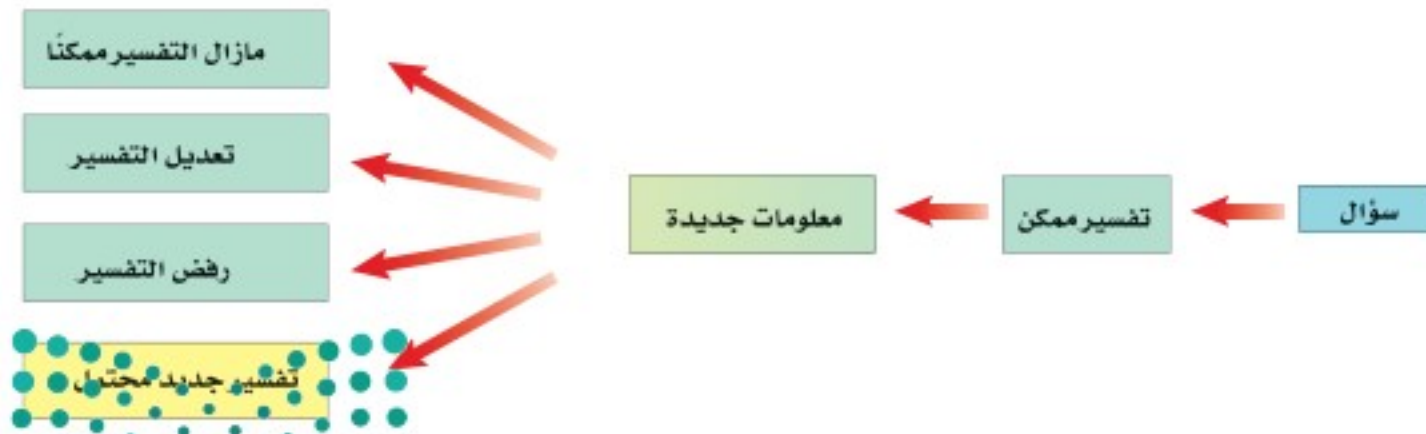 سؤال
تفسير ممكن
معلومات جديدة
مازال التفسير ممكنًا
تعديل التفسير
رفض التفسير
تفسير جديد محتمل